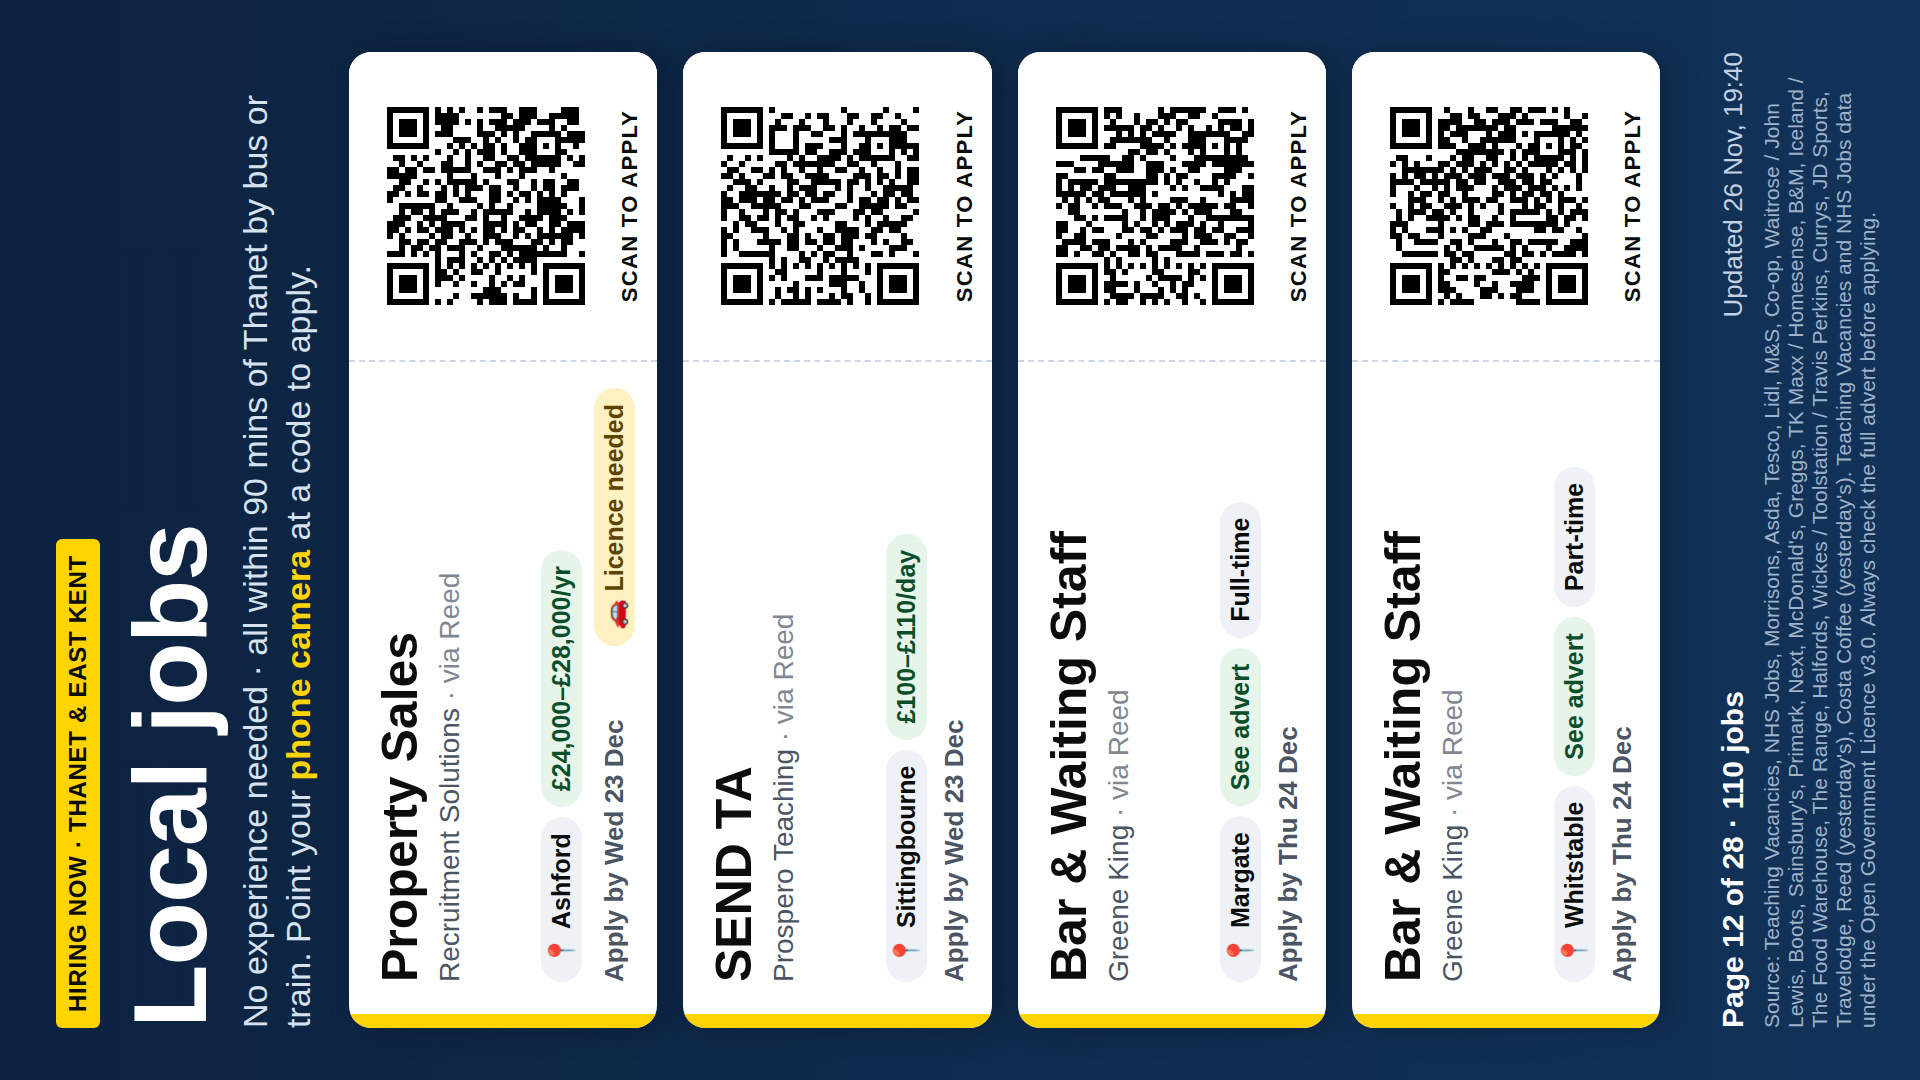 HIRING NOW · THANET & EAST KENT
Local jobs
No experience needed · all within 90 mins of Thanet by bus or
train. Point your phone camera at a code to apply.
Property Sales
Recruitment Solutions · via Reed
📍 Ashford
£24,000–£28,000/yr
Apply by Wed 23 Dec
🚗 Licence needed
SCAN TO APPLY
SEND TA
Prospero Teaching · via Reed
📍 Sittingbourne
£100–£110/day
Apply by Wed 23 Dec
SCAN TO APPLY
Bar & Waiting Staff
Greene King · via Reed
📍 Margate
See advert
Full-time
Apply by Thu 24 Dec
SCAN TO APPLY
Bar & Waiting Staff
Greene King · via Reed
📍 Whitstable
See advert
Part-time
Apply by Thu 24 Dec
SCAN TO APPLY
Page 12 of 28 · 110 jobs
Updated 26 Nov, 19:40
Source: Teaching Vacancies, NHS Jobs, Morrisons, Asda, Tesco, Lidl, M&S, Co-op, Waitrose / John
Lewis, Boots, Sainsbury's, Primark, Next, McDonald's, Greggs, TK Maxx / Homesense, B&M, Iceland /
The Food Warehouse, The Range, Halfords, Wickes / Toolstation / Travis Perkins, Currys, JD Sports,
Travelodge, Reed (yesterday's), Costa Coffee (yesterday's). Teaching Vacancies and NHS Jobs data
under the Open Government Licence v3.0. Always check the full advert before applying.